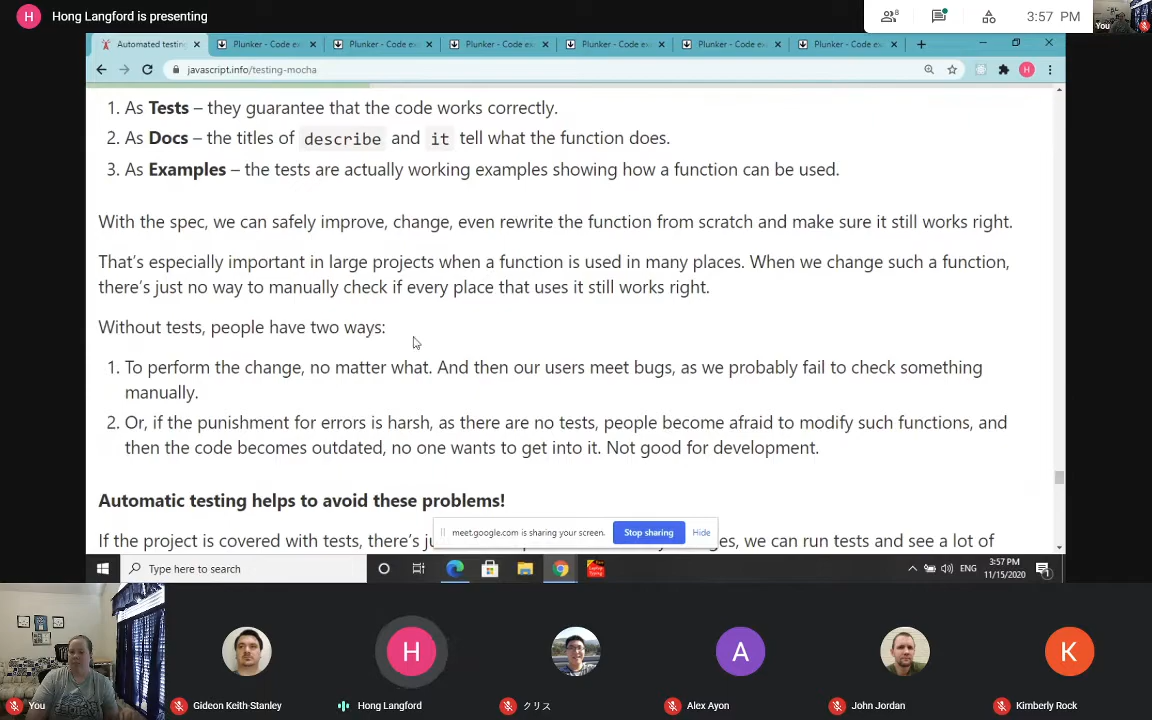 H Hong Langford is presenting
8
3:57 PM
You
Automated testing
Plunker - Code ex
Plunker - Code ex
Plunker - Code ex
Plunker - Code ex
Plunker - Code ex
Plunker - Code ex
javascript.info/testing-mocha
H
1. As Tests – they guarantee that the code works correctly.
2. As Docs – the titles of describe and it tell what the function does.
3. As Examples – the tests are actually working examples showing how a function can be used.
With the spec, we can safely improve, change, even rewrite the function from scratch and make sure it still works right.
That's especially important in large projects when a function is used in many places. When we change such a function,
there's just no way to manually check if every place that uses it still works right.
Without tests, people have two ways:
1. To perform the change, no matter what. And then our users meet bugs, as we probably fail to check something
manually.
2. Or, if the punishment for errors is harsh, as there are no tests, people become afraid to modify such functions, and
then the code becomes outdated, no one wants to get into it. Not good for development.
Automatic testing helps to avoid these problems!
meet.google.com is sharing your screen. Stop sharing Hide
If the project is covered with tests, there's ju ges, we can run tests and see a lot of
Type here to search
ENG
3:57 PM
11/15/2020
1
H
A
K
You
Gideon Keith-Stanley
Hong Langford
クリス
Alex Ayon
John Jordan
Kimberly Rock